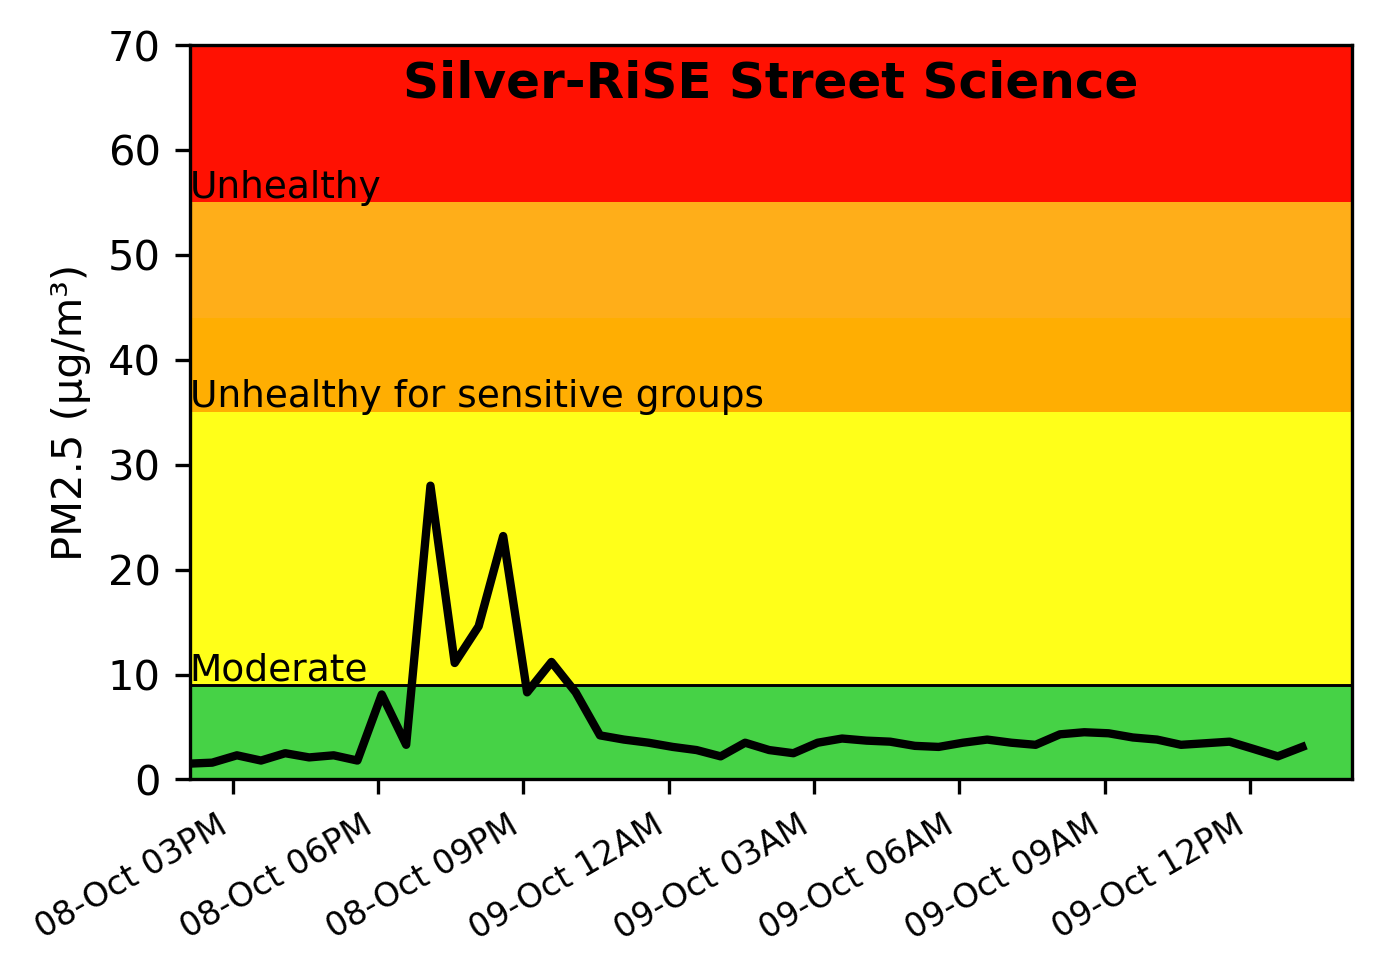 Silver-RiSE Street Science
70
60
50
40
30
20
10
0
PM2.5 (µg/m³)
Unhealthy
Unhealthy for sensitive groups
Moderate
08-Oct 03PM
08-Oct 06PM
08-Oct 09PM
09-Oct 12AM
09-Oct 03AM
09-Oct 06AM
09-Oct 09AM
09-Oct 12PM